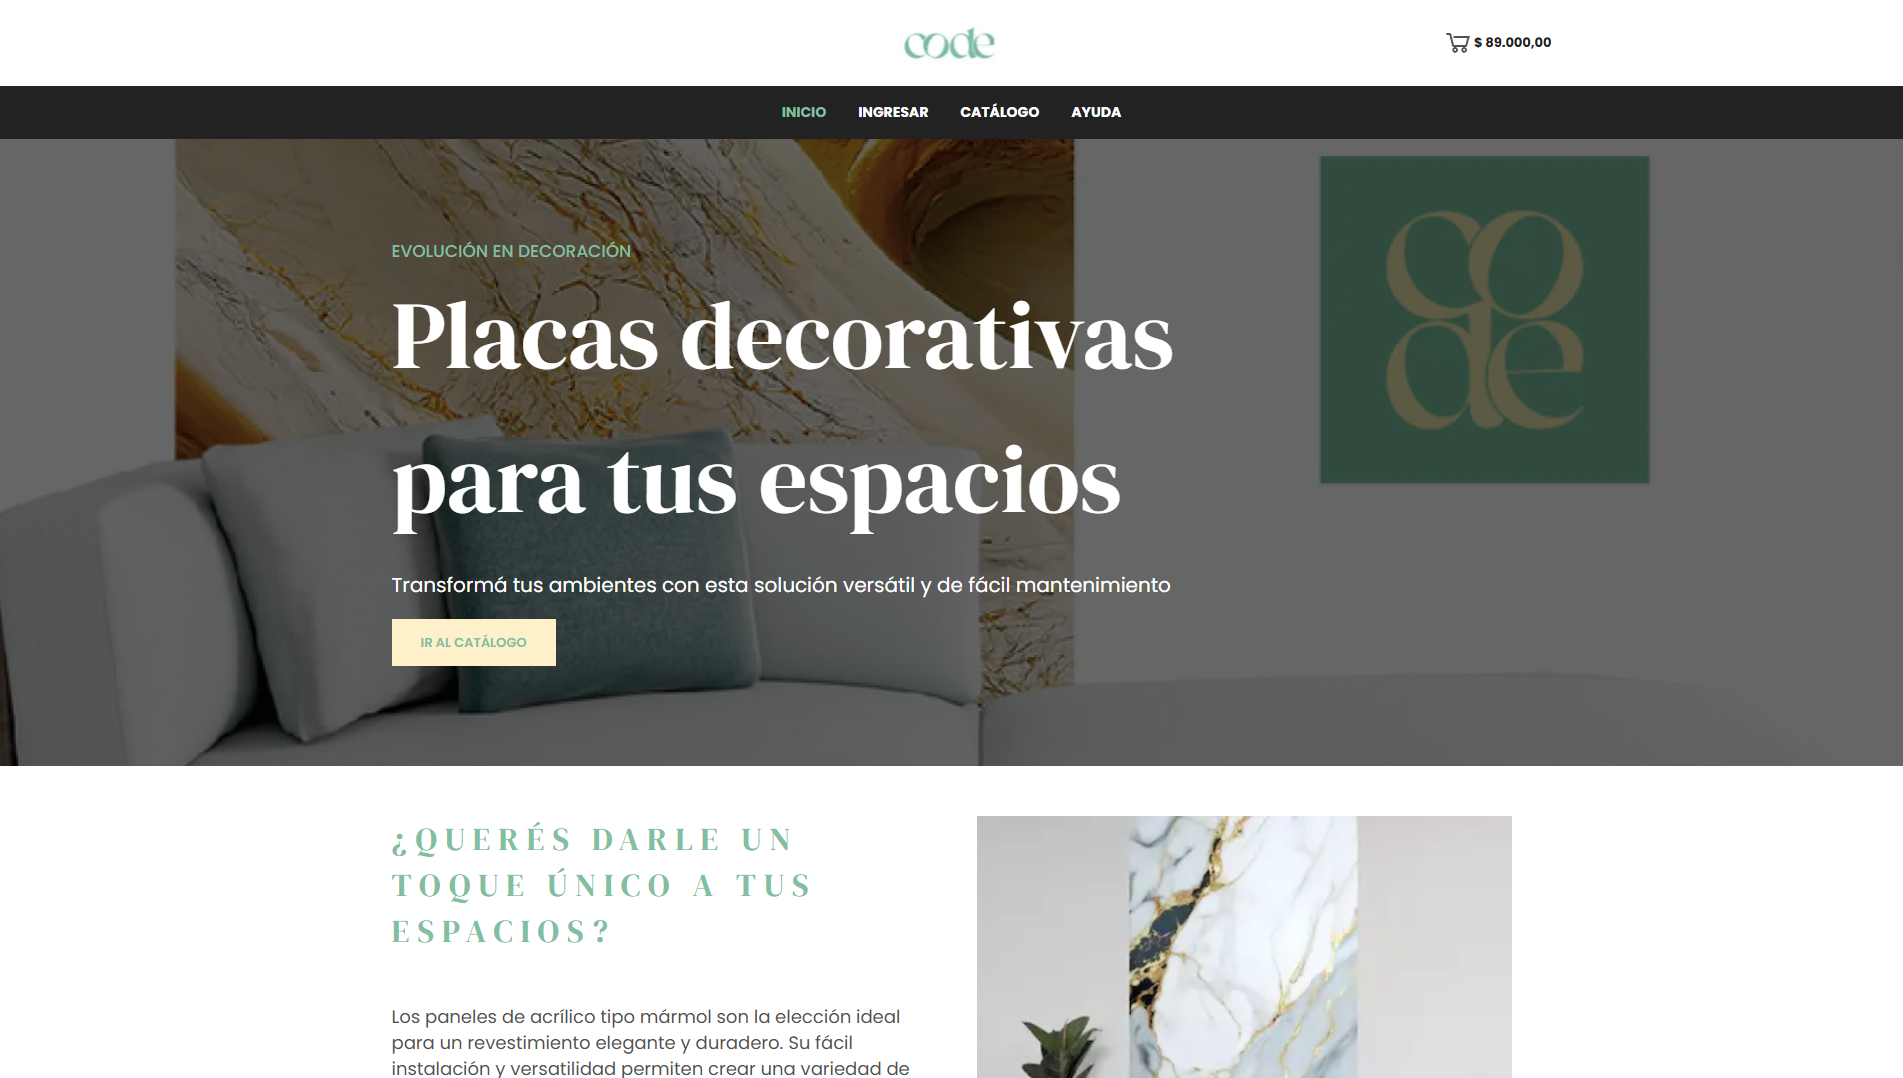 code
$ 89.000,00
INICIO INGRESAR CATÁLOGO AYUDA
EVOLUCIÓN EN DECORACIÓN
Placas decorativas
para tus espacios
code
Transformá tus ambientes con esta solución versátil y de fácil mantenimiento
IR AL CATÁLOGO
¿QUERÉS DARLE UN
TOQUE ÚNICO A TUS
ESPACIOS?
Los paneles de acrílico tipo mármol son la elección ideal
para un revestimiento elegante y duradero. Su fácil
instalación y versatilidad permiten crear una variedad de